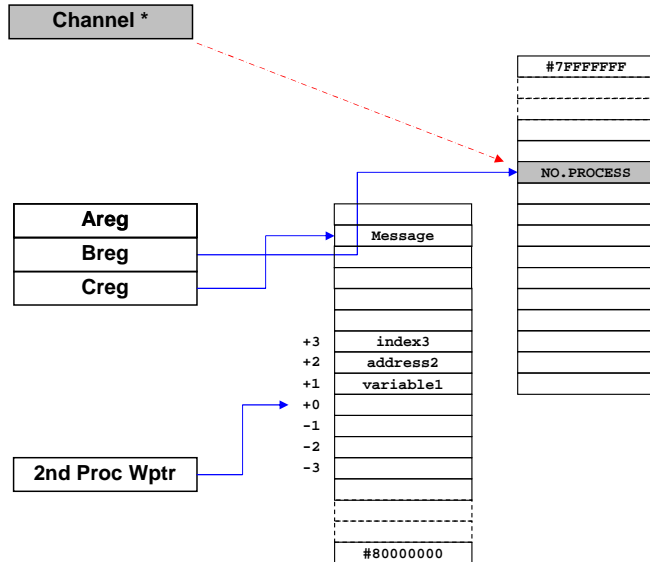 Channel *
#7FFFFFFF
NO.PROCESS
Areg
Breg
Creg
Message
+3 index3
+2 address2
+1 variable1
+0
-1
-2
-3
2nd Proc Wptr
#80000000